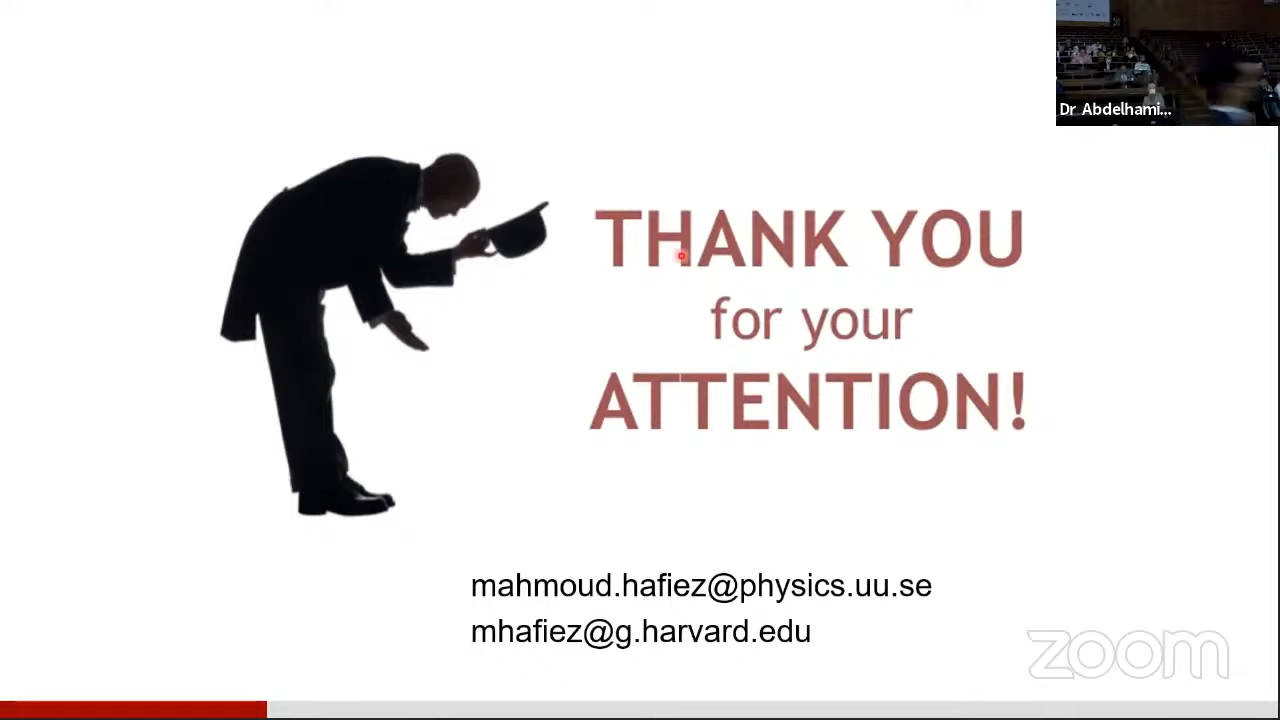 Dr Abdelhami...
THANK YOU
for your
ATTENTION!
mahmoud.hafiez@physics.uu.se
mhafiez@g.harvard.edu
zoom